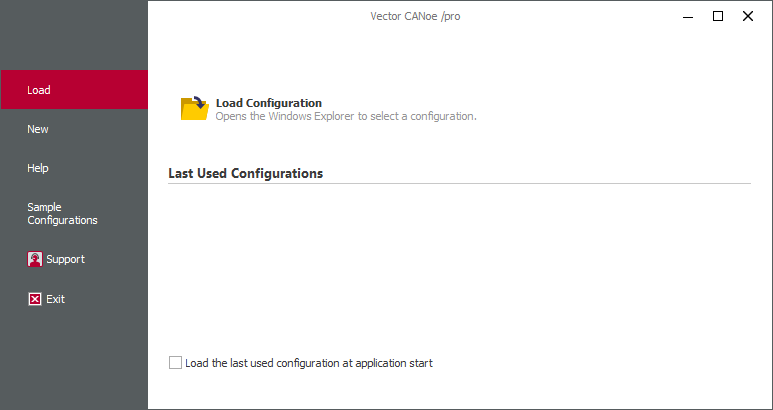 Vector CANoe /pro
Load
New
Help
Sample
Configurations
Support
Exit
Load Configuration
Opens the Windows Explorer to select a configuration.
Last Used Configurations
Load the last used configuration at application start